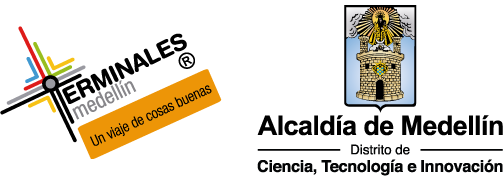 TERMINALES®
medellín
Un viaje de cosas buenas
Alcaldía de Medellín
Distrito de
Ciencia, Tecnología e Innovación